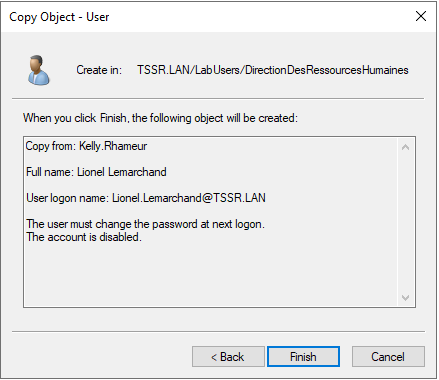 Copy Object - User
Create in: TSSR.LAN/LabUsers/DirectionDesRessourcesHumaines
When you click Finish, the following object will be created:
Copy from: Kelly.Rhameur
Full name: Lionel Lemarchand
User logon name: Lionel.Lemarchand@TSSR.LAN
The user must change the password at next logon.
The account is disabled.
< Back Finish Cancel